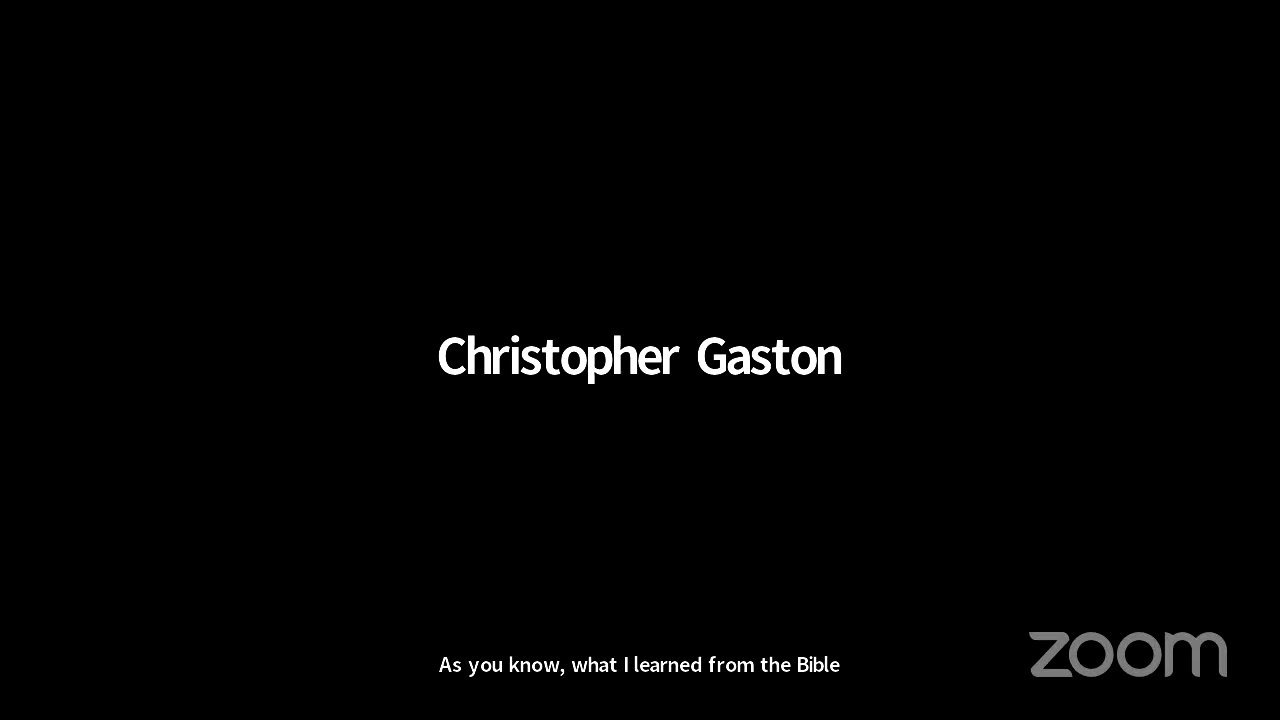 Christopher Gaston
As you know, what I learned from the Bible
zoom